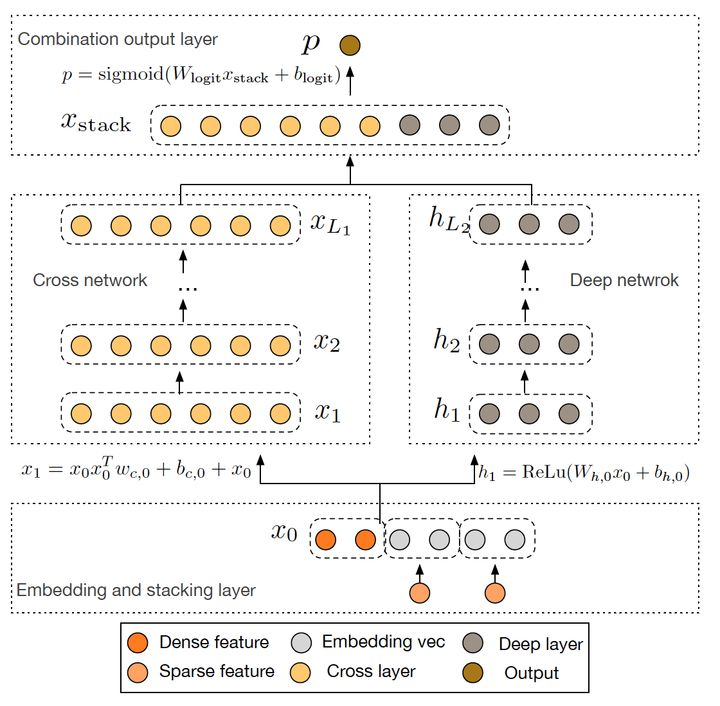 Combination output layer
p
p = sigmoid(W_logit x_stack + b_logit)
x_stack
x_{L_1}
h_{L_2}
Cross network
...
...
Deep netwrok
x_2
h_2
x_1
h_1
x_1 = x_0 x_0^T w_{c,0} + b_{c,0} + x_0
h_1 = ReLu(W_{h,0} x_0 + b_{h,0})
x_0
Embedding and stacking layer
Dense feature
Embedding vec
Deep layer
Sparse feature
Cross layer
Output